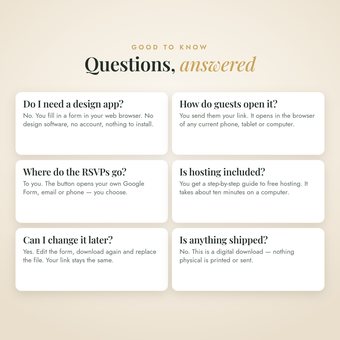 GOOD TO KNOW
Questions, answered
Do I need a design app?
No. You fill in a form in your web browser. No
design software, no account, nothing to install.
How do guests open it?
You send them your link. It opens in the browser
of any current phone, tablet or computer.
Where do the RSVPs go?
To you. The button opens your own Google
Form, email or phone — you choose.
Is hosting included?
You get a step-by-step guide to free hosting. It
takes about ten minutes on a computer.
Can I change it later?
Yes. Edit the form, download again and replace
the file. Your link stays the same.
Is anything shipped?
No. This is a digital download — nothing
physical is printed or sent.